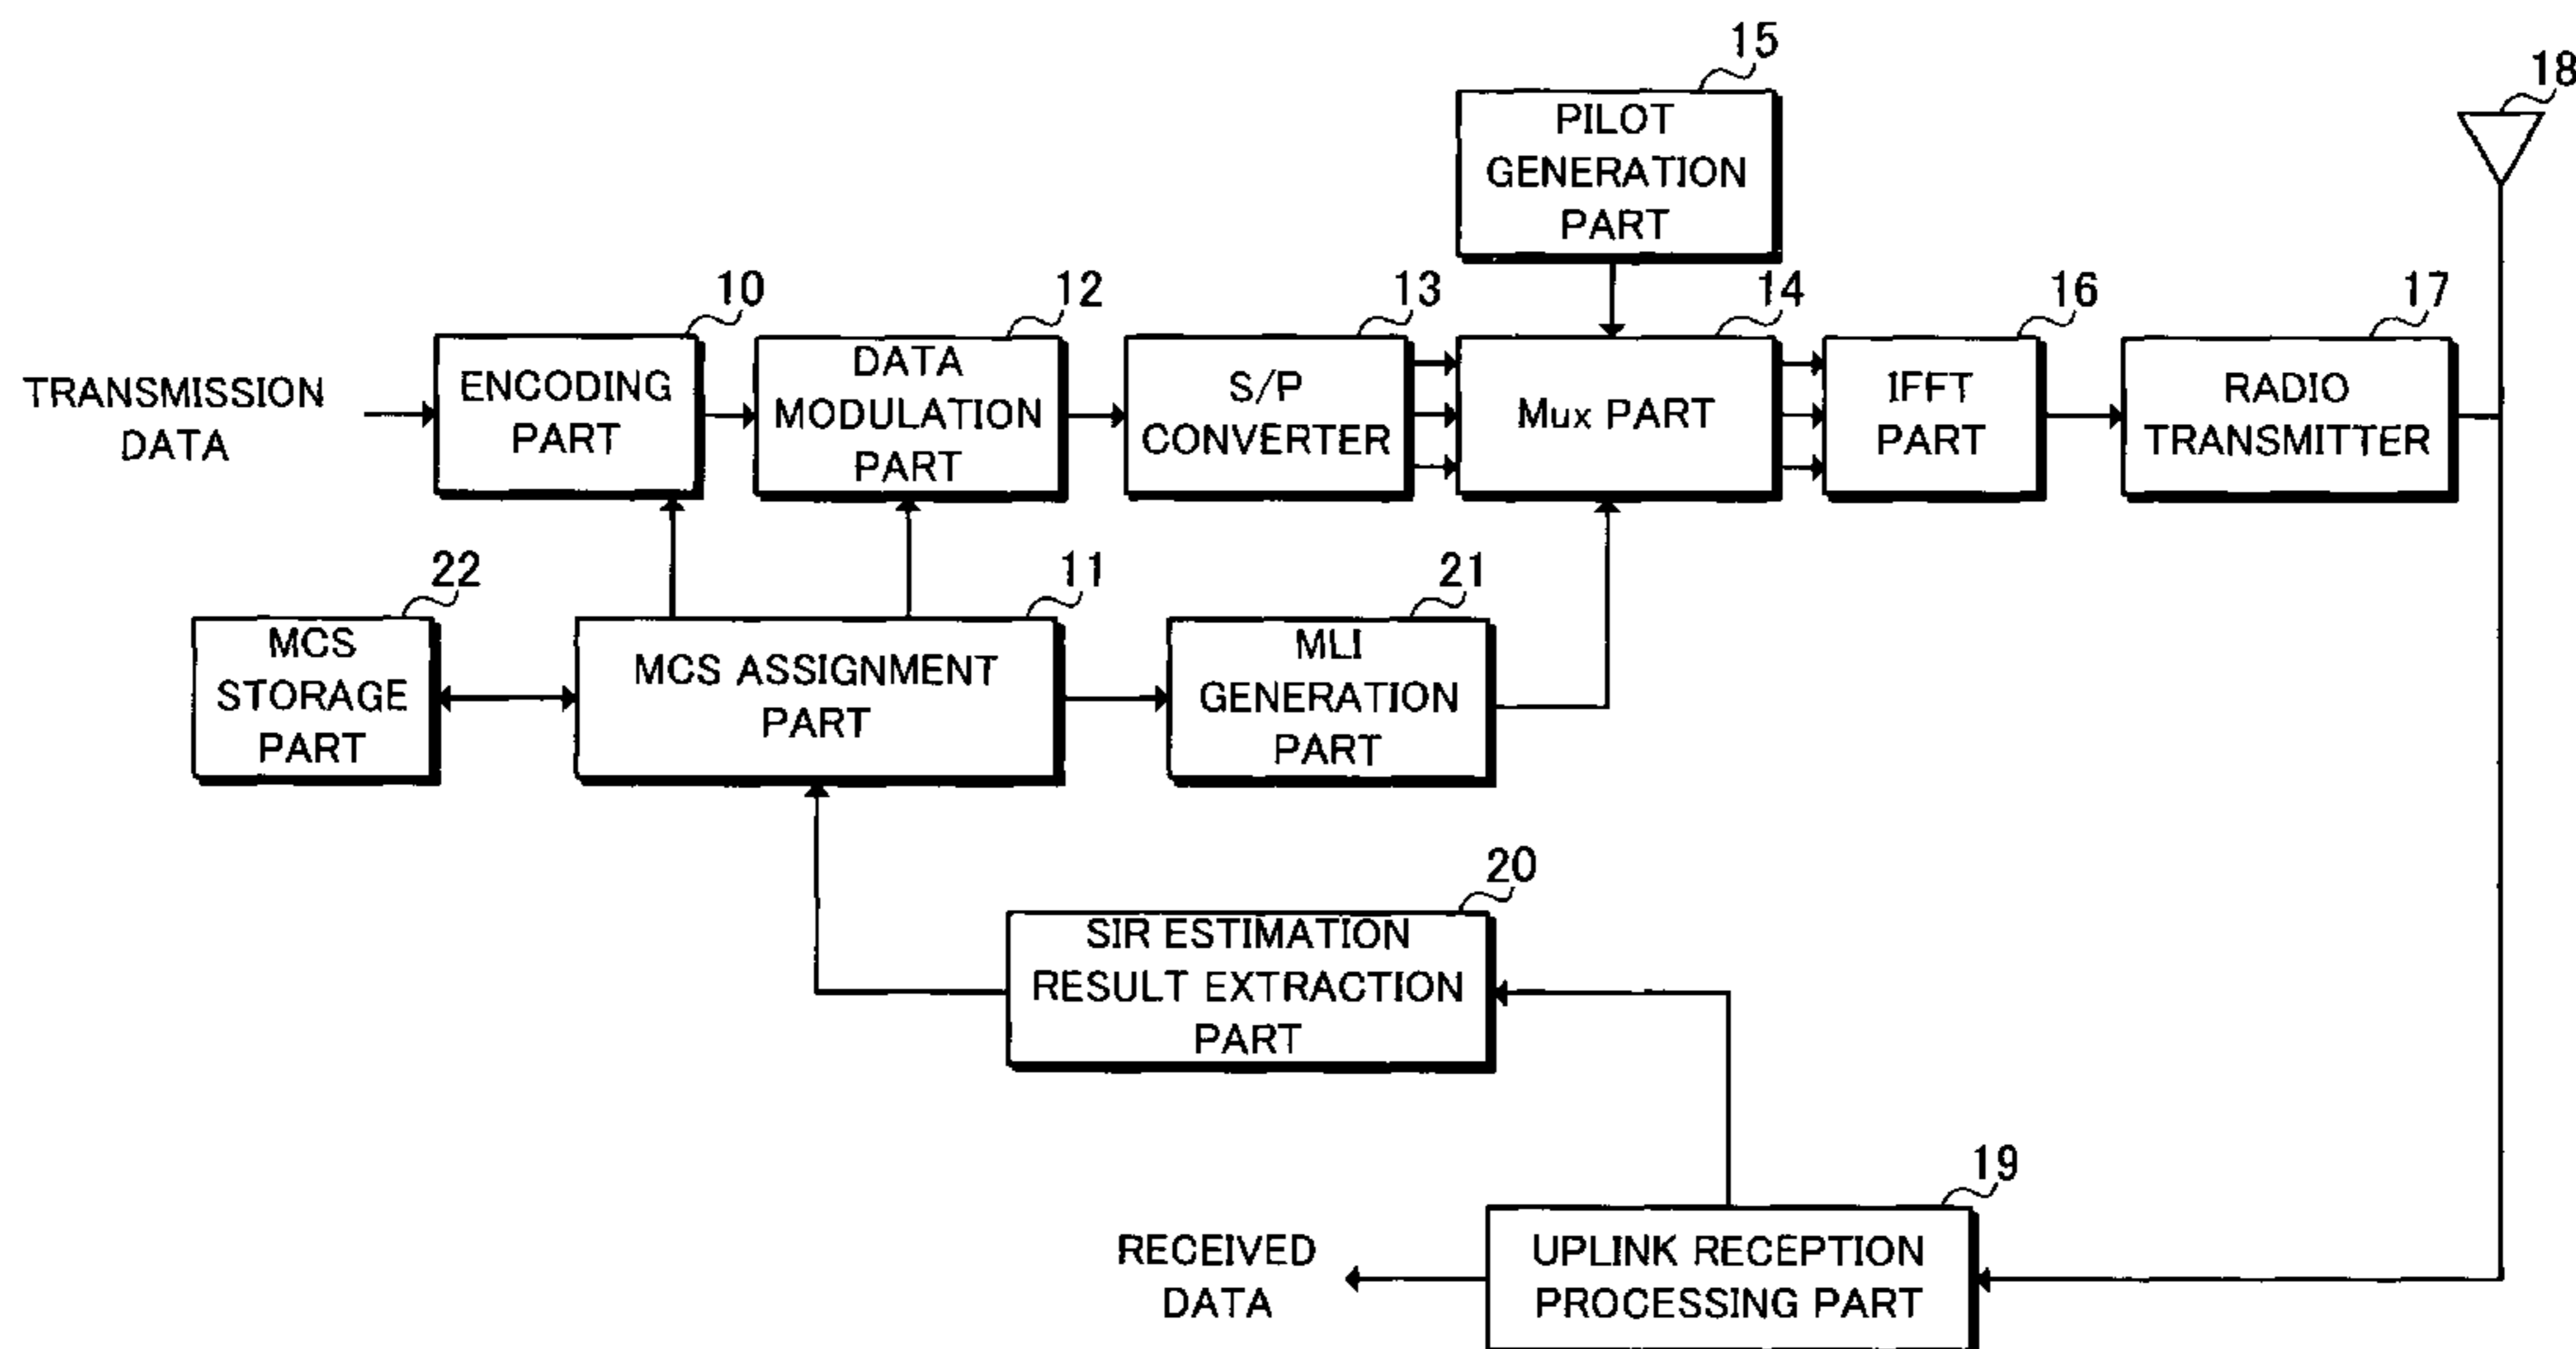 15
18
PILOT
GENERATION
PART
10
12
13
14
16
17
TRANSMISSION
DATA
ENCODING
PART
DATA
MODULATION
PART
S/P
CONVERTER
Mux PART
IFFT
PART
RADIO
TRANSMITTER
22
11
21
MCS
STORAGE
PART
MCS ASSIGNMENT
PART
MLI
GENERATION
PART
20
SIR ESTIMATION
RESULT EXTRACTION
PART
19
RECEIVED
DATA
UPLINK RECEPTION
PROCESSING PART